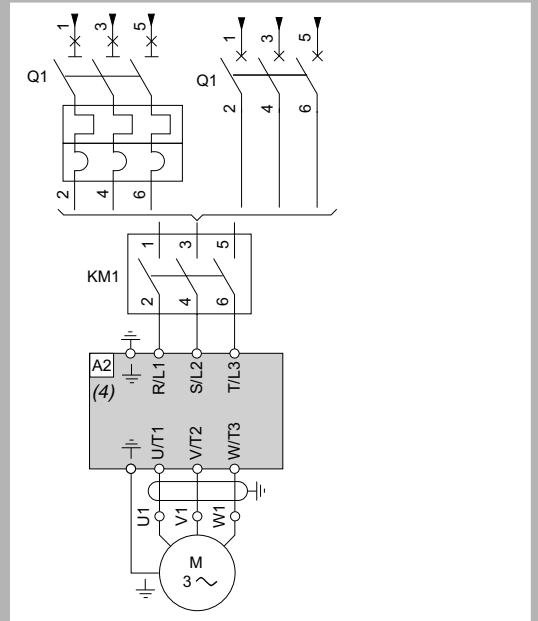 1 3 5
1 3 5
Q1
Q1
2 4 6
2 4 6
1 3 5
KM1
2 4 6
A2
(4)
R/L1 S/L2 T/L3
U/T1 V/T2 W/T3
U1 V1 W1
M
3